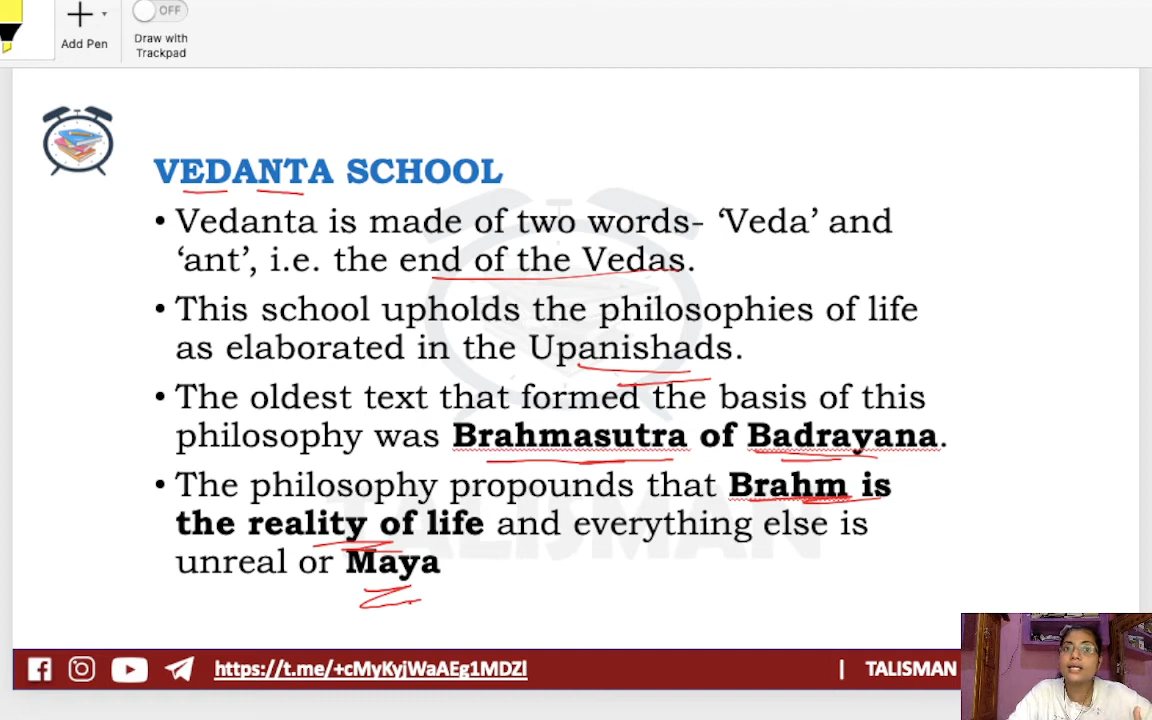 OFF
Add Pen
Draw with
Trackpad
VEDANTA SCHOOL
• Vedanta is made of two words- ‘Veda’ and
‘ant’, i.e. the end of the Vedas.
• This school upholds the philosophies of life
as elaborated in the Upanishads.
• The oldest text that formed the basis of this
philosophy was Brahmasutra of Badrayana.
• The philosophy propounds that Brahm is
the reality of life and everything else is
unreal or Maya
TALISMAN
https://t.me/+cMyKyjWaAEg1MDZl
| TALISMAN